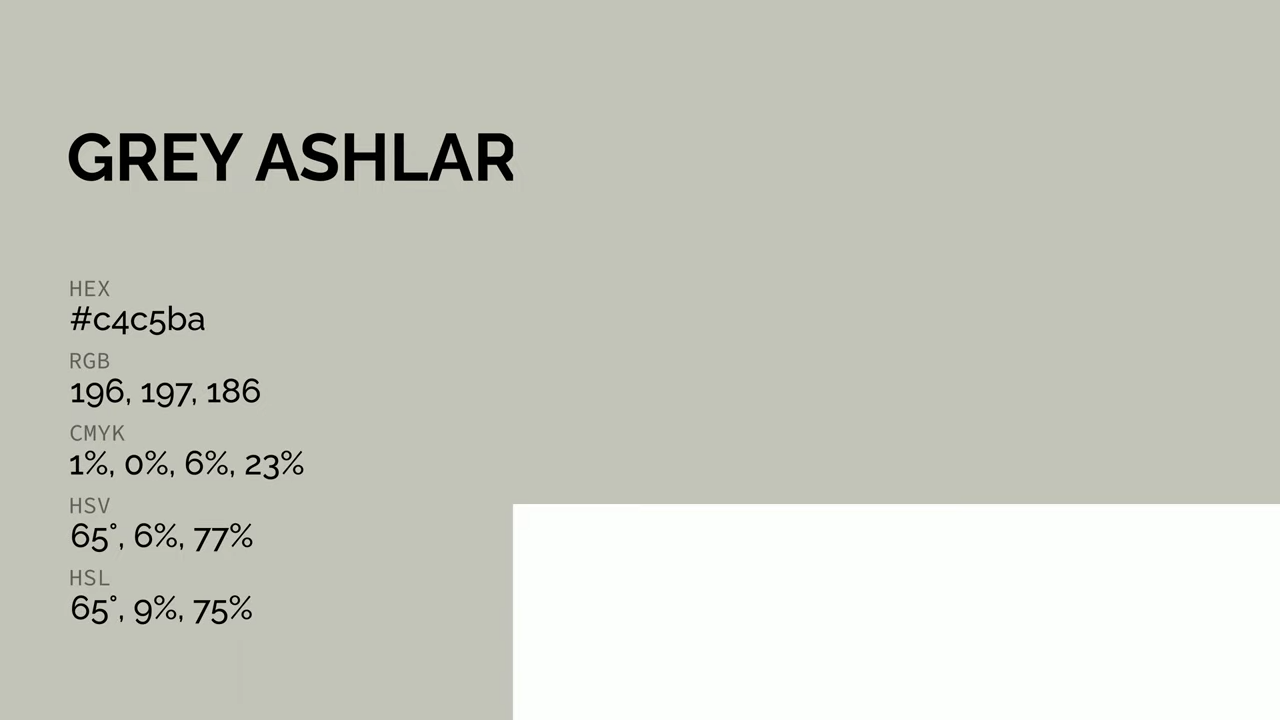 GREY ASHLAR
HEX
#c4c5ba
RGB
196, 197, 186
CMYK
1%, 0%, 6%, 23%
HSV
65°, 6%, 77%
HSL
65°, 9%, 75%